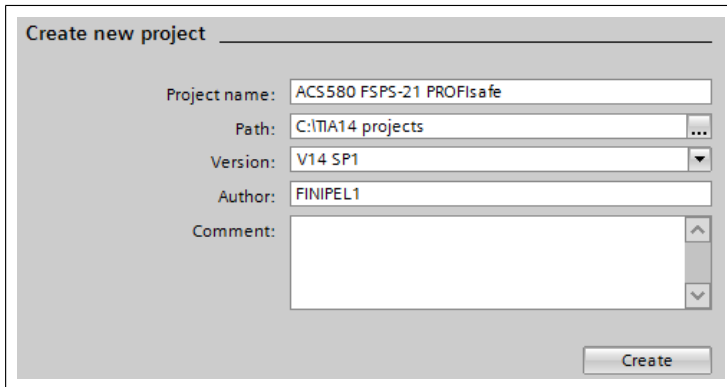 Create new project
Project name: ACS580 FSPS-21 PROFIsafe
Path: C:\TIA14 projects ...
Version: V14 SP1
Author: FINIPEL1
Comment:
Create